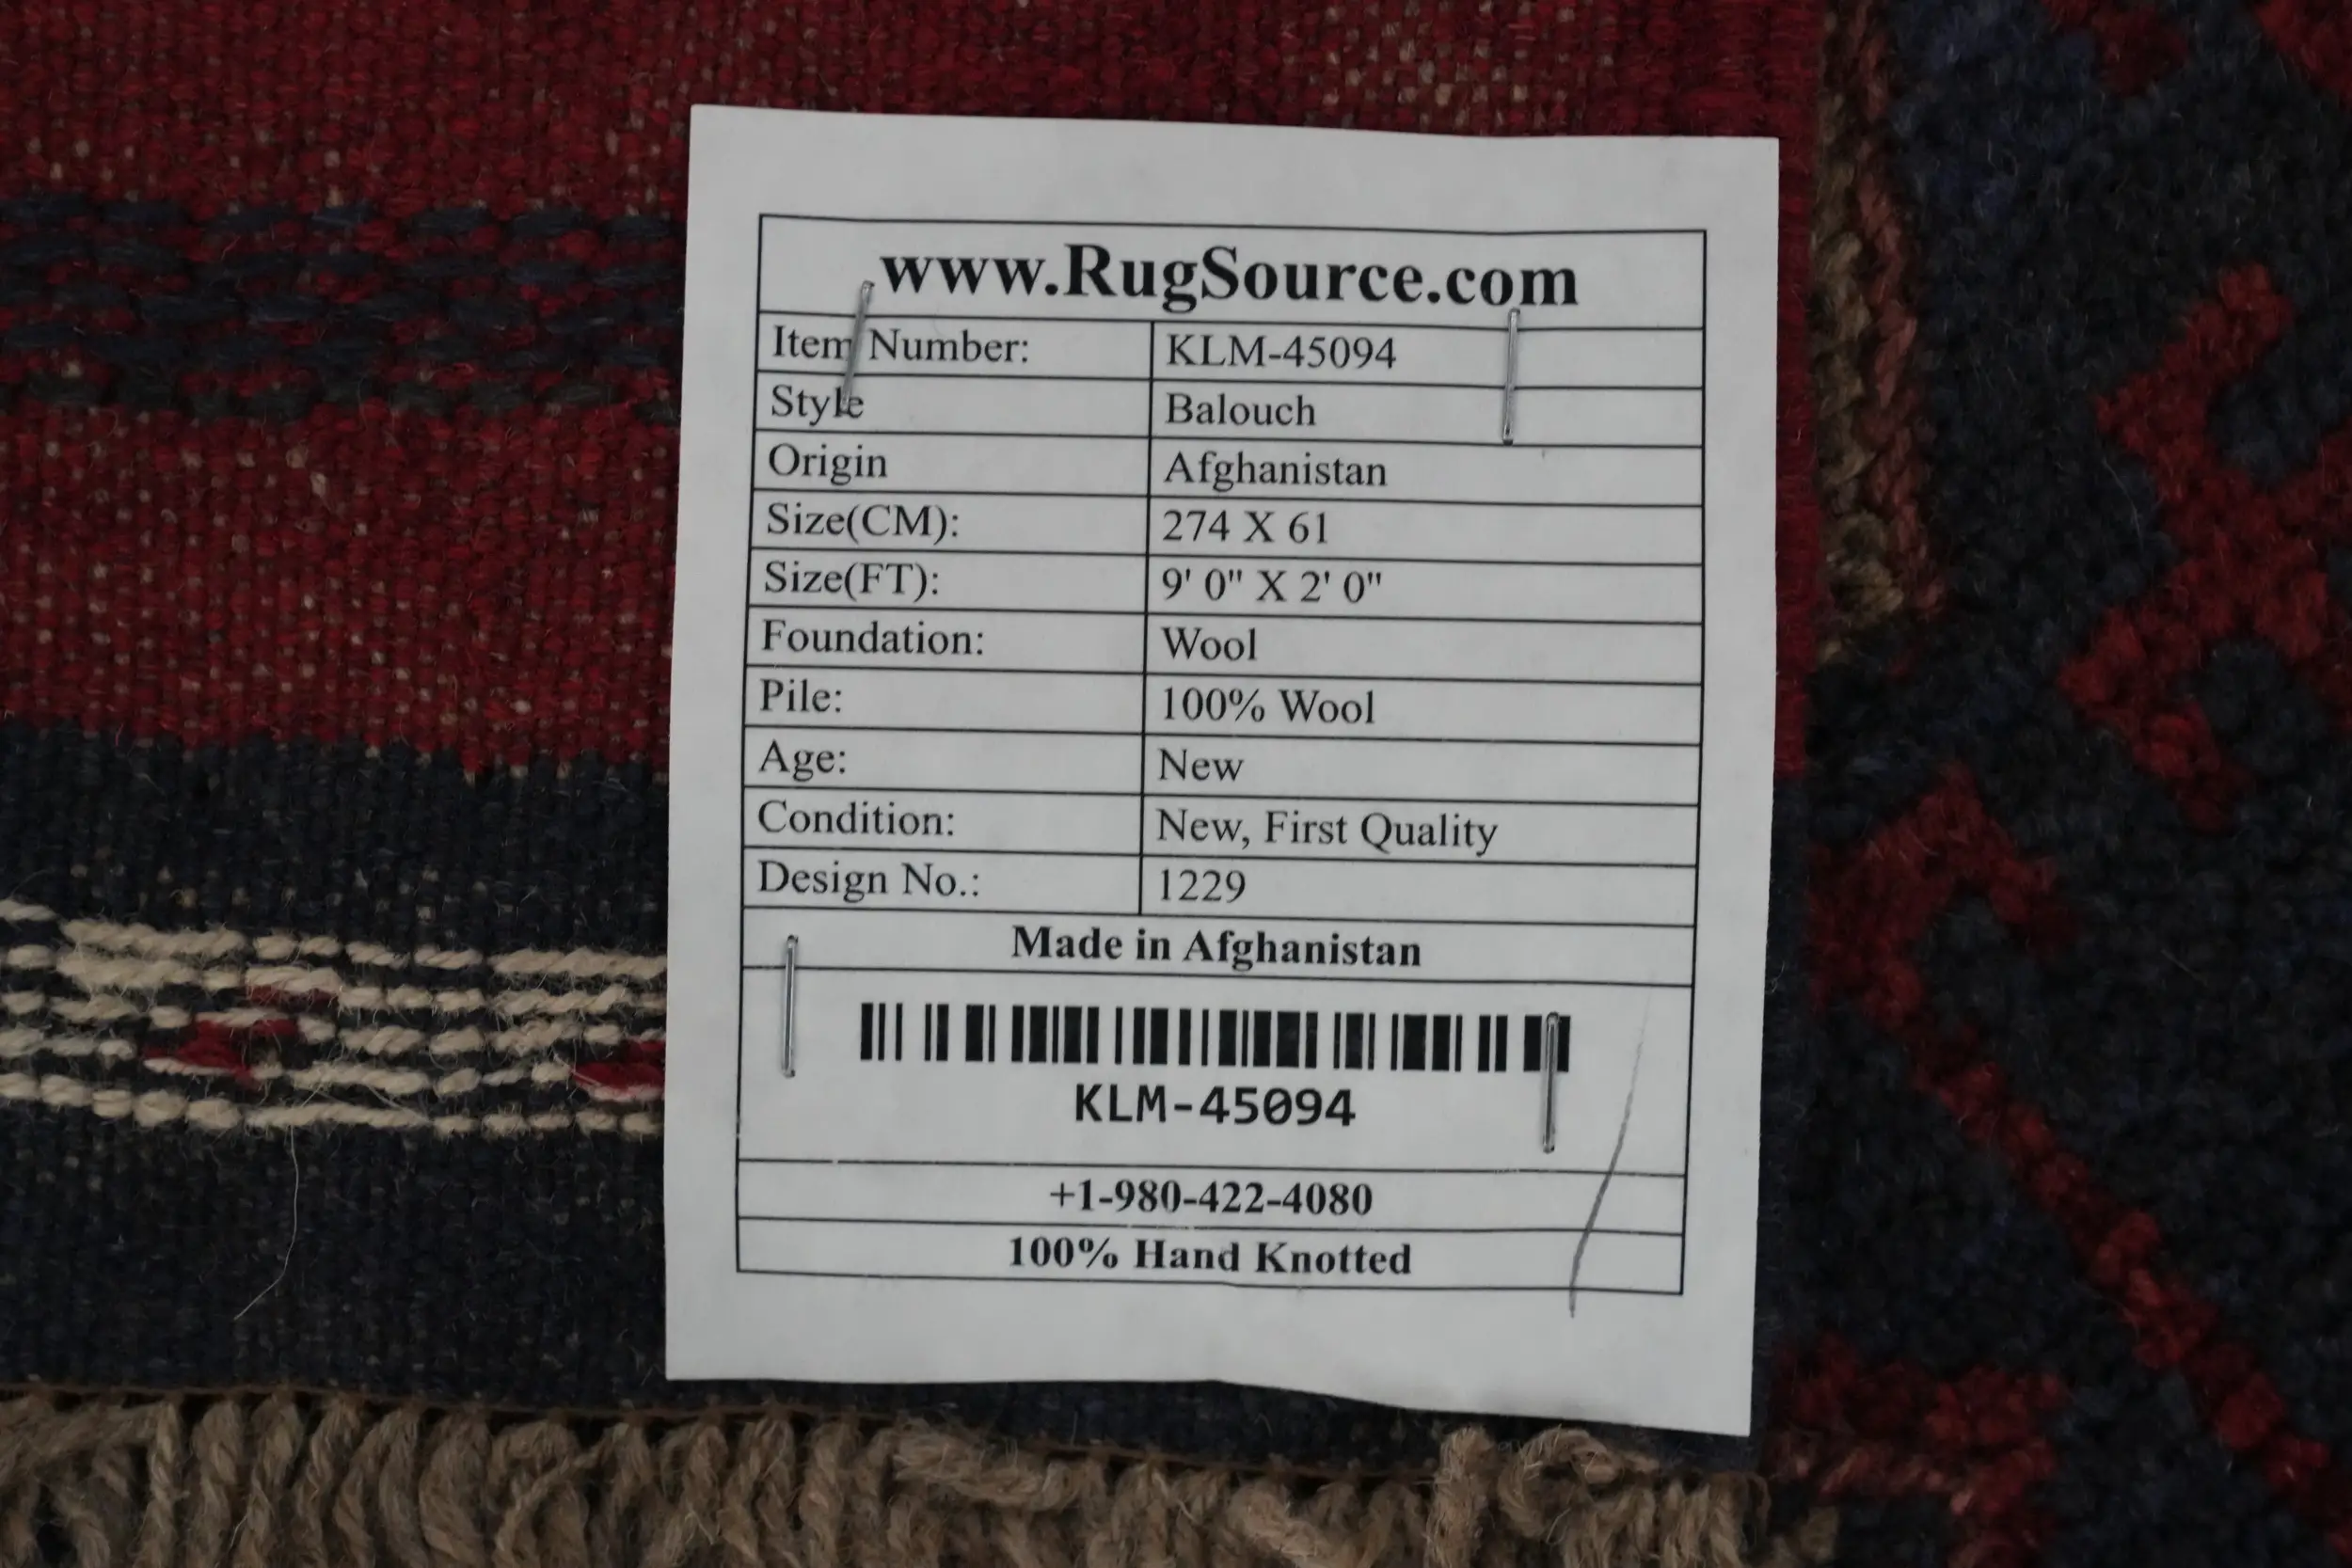 www.RugSource.com
Item Number: KLM-45094
Style Balouch
Origin Afghanistan
Size(CM): 274 X 61
Size(FT): 9' 0" X 2' 0"
Foundation: Wool
Pile: 100% Wool
Age: New
Condition: New, First Quality
Design No.: 1229
Made in Afghanistan
KLM-45094
+1-980-422-4080
100% Hand Knotted